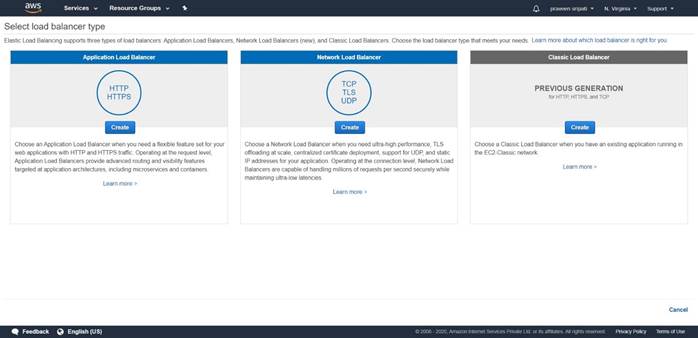 aws
Services
Resource Groups
praveen sripati
N. Virginia
Support
Select load balancer type
Elastic Load Balancing supports three types of load balancers: Application Load Balancers, Network Load Balancers (new), and Classic Load Balancers. Choose the load balancer type that meets your needs. Learn more about which load balancer is right for you
Application Load Balancer
HTTP
HTTPS
Create
Choose an Application Load Balancer when you need a flexible feature set for your
web applications with HTTP and HTTPS traffic. Operating at the request level,
Application Load Balancers provide advanced routing and visibility features
targeted at application architectures, including microservices and containers.
Learn more >
Network Load Balancer
TCP
TLS
UDP
Create
Choose a Network Load Balancer when you need ultra-high performance, TLS
offloading at scale, centralized certificate deployment, support for UDP, and static
IP addresses for your application. Operating at the connection level, Network Load
Balancers are capable of handling millions of requests per second securely while
maintaining ultra-low latencies.
Learn more >
Classic Load Balancer
PREVIOUS GENERATION
for HTTP, HTTPS, and TCP
Create
Choose a Classic Load Balancer when you have an existing application running in
the EC2-Classic network.
Learn more >
Cancel
Feedback
English (US)
© 2008 - 2020, Amazon Internet Services Private Ltd. or its affiliates. All rights reserved.
Privacy Policy
Terms of Use